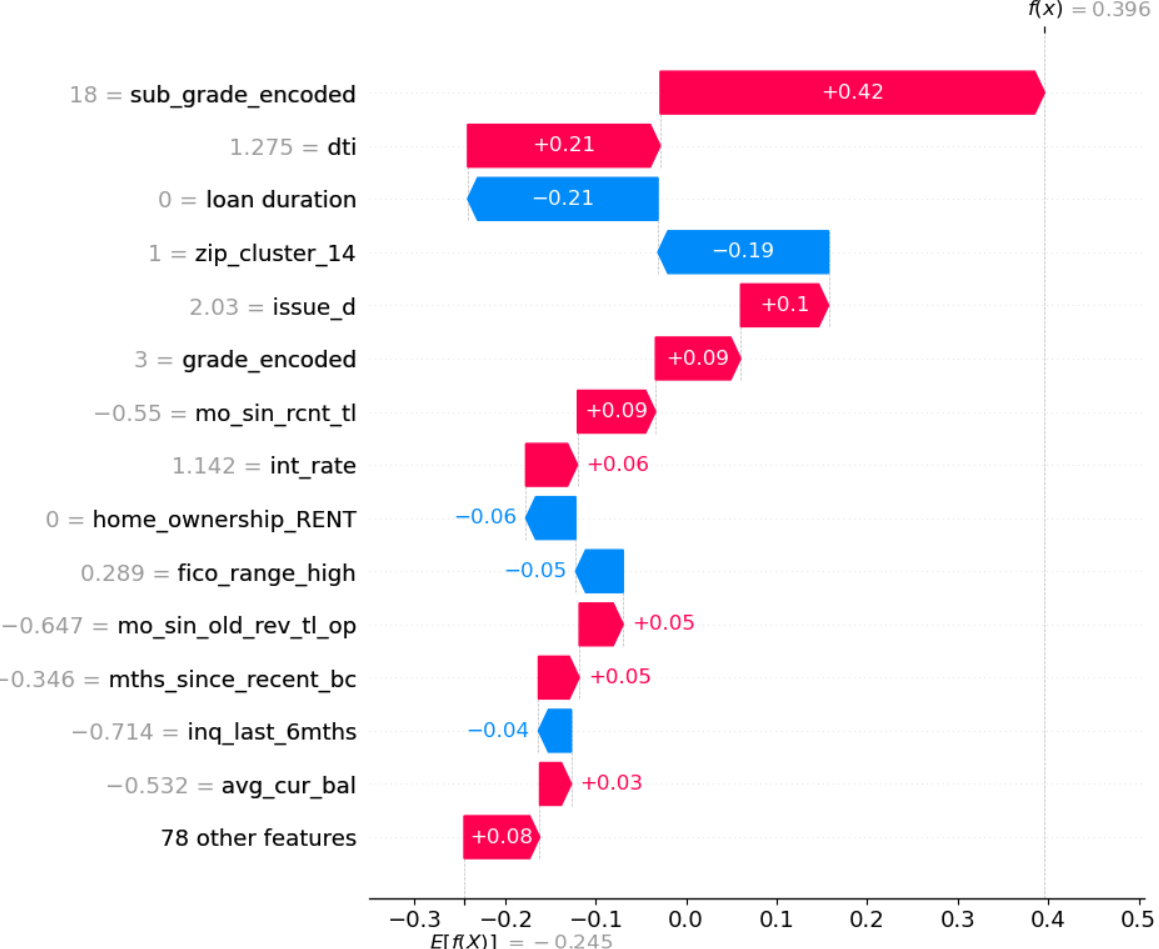 f(x) = 0.396
18 = sub_grade_encoded
+0.42
1.275 = dti
+0.21
0 = loan duration
−0.21
1 = zip_cluster_14
−0.19
2.03 = issue_d
+0.1
3 = grade_encoded
+0.09
−0.55 = mo_sin_rcnt_tl
+0.09
1.142 = int_rate
+0.06
0 = home_ownership_RENT
−0.06
0.289 = fico_range_high
−0.05
−0.647 = mo_sin_old_rev_tl_op
+0.05
−0.346 = mths_since_recent_bc
+0.05
−0.714 = inq_last_6mths
−0.04
−0.532 = avg_cur_bal
+0.03
78 other features
+0.08
−0.3 −0.2 −0.1 0.0 0.1 0.2 0.3 0.4 0.5
E[f(X)] = −0.245